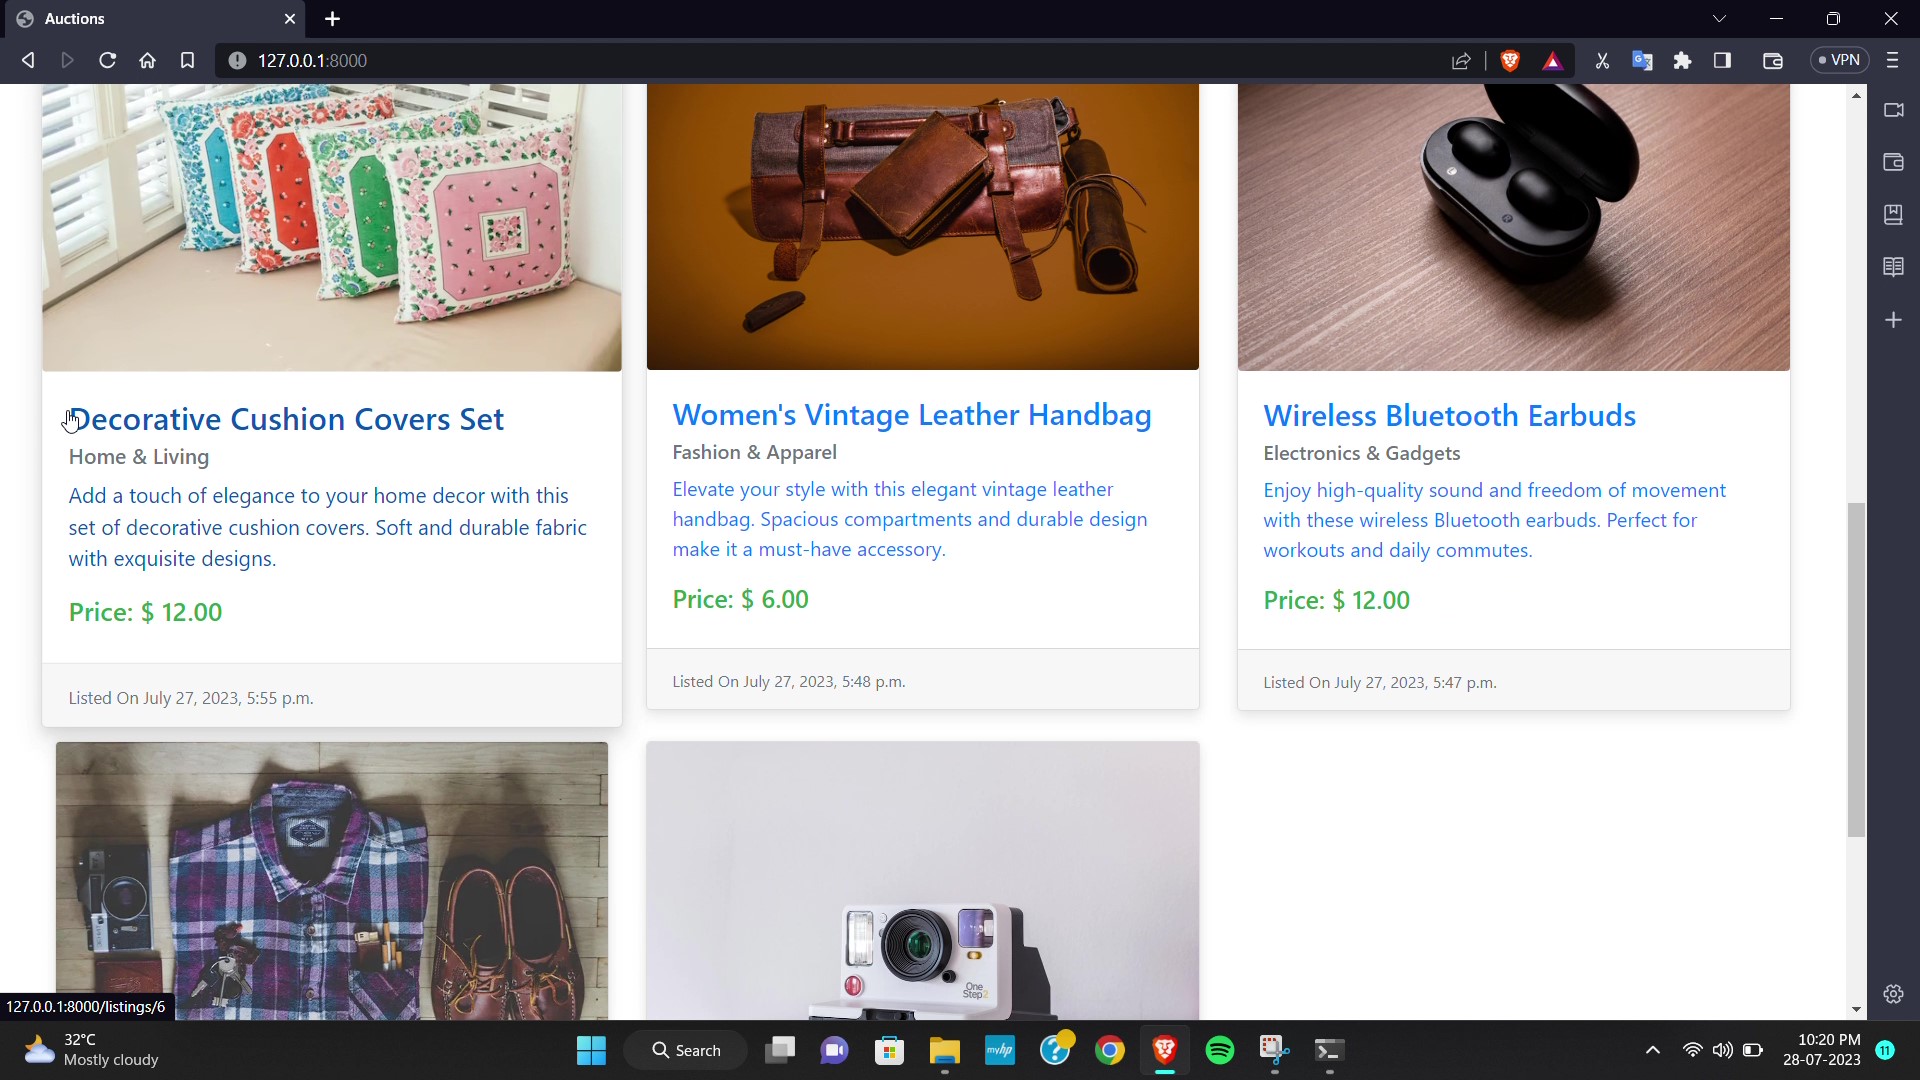 Auctions
127.0.0.1:8000
VPN
Decorative Cushion Covers Set
Home & Living
Add a touch of elegance to your home decor with this
set of decorative cushion covers. Soft and durable fabric
with exquisite designs.
Price: $ 12.00
Listed On July 27, 2023, 5:55 p.m.
Women's Vintage Leather Handbag
Fashion & Apparel
Elevate your style with this elegant vintage leather
handbag. Spacious compartments and durable design
make it a must-have accessory.
Price: $ 6.00
Listed On July 27, 2023, 5:48 p.m.
Wireless Bluetooth Earbuds
Electronics & Gadgets
Enjoy high-quality sound and freedom of movement
with these wireless Bluetooth earbuds. Perfect for
workouts and daily commutes.
Price: $ 12.00
Listed On July 27, 2023, 5:47 p.m.
One
Step2
127.0.0.1:8000/listings/6
32°C
Mostly cloudy
Search
myhp
10:20 PM
28-07-2023
11